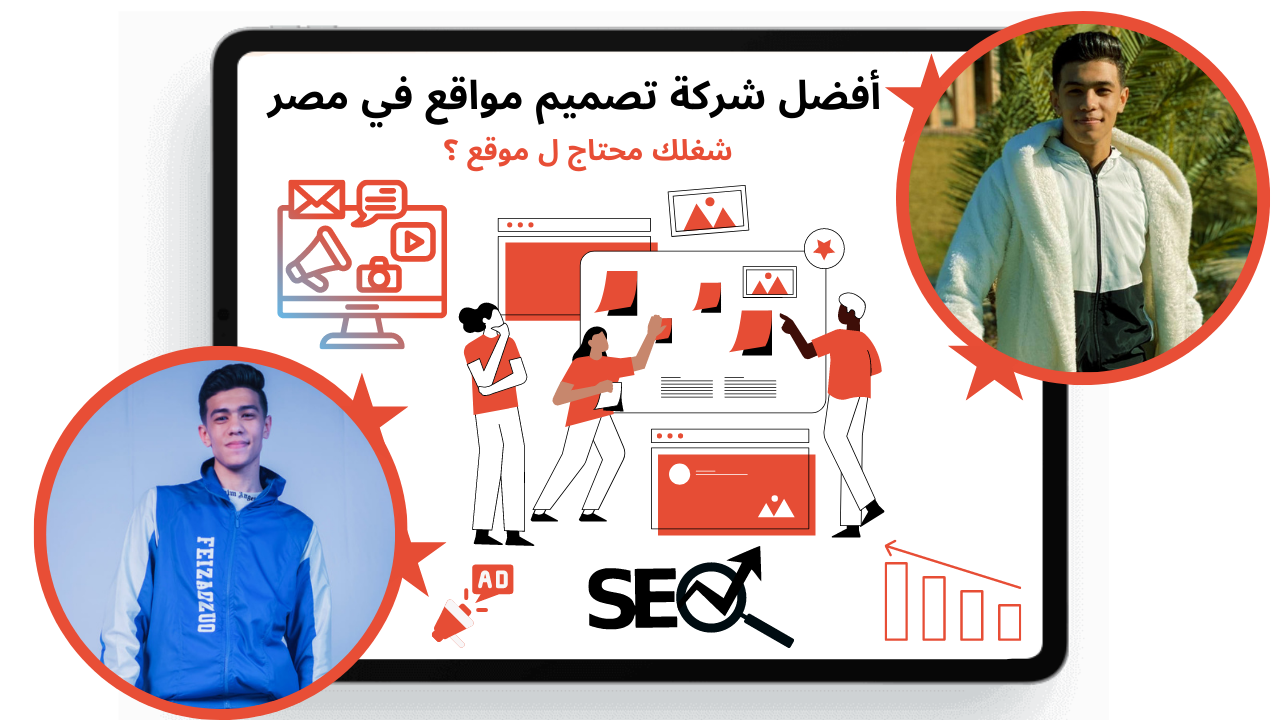 أفضل شركة تصميم مواقع في مصر
شغلك محتاج ل موقع ؟
AD
SEO
FEIZADZUO